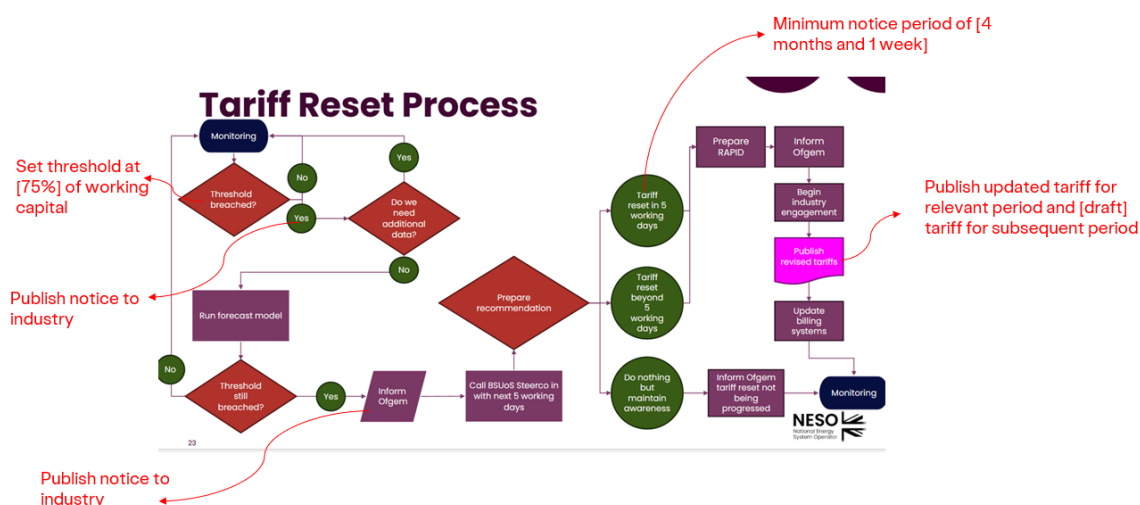 Minimum notice period of [4
months and 1 week]
Tariff Reset Process
Monitoring
Set threshold at
[75%] of working
capital
Threshold
breached?
No
Yes
Yes
Do we
need
additional
data?
No
Publish notice to
industry
Run forecast model
No
Threshold
still
breached?
Yes
Inform
Ofgem
Publish notice to
industry
Call BSUoS Steerco in
with next 5 working
days
Prepare
recommendation
Tariff
reset in 5
working
days
Tariff
reset
beyond
5
working
days
Do nothing
but
maintain
awareness
Inform Ofgem
tariff reset not
being
progressed
Prepare
RAPID
Inform
Ofgem
Begin
industry
engagement
Publish
revised tariffs
Publish updated tariff for
relevant period and [draft]
tariff for subsequent period
Update
billing
systems
Monitoring
NESO
National Energy
System Operator
23